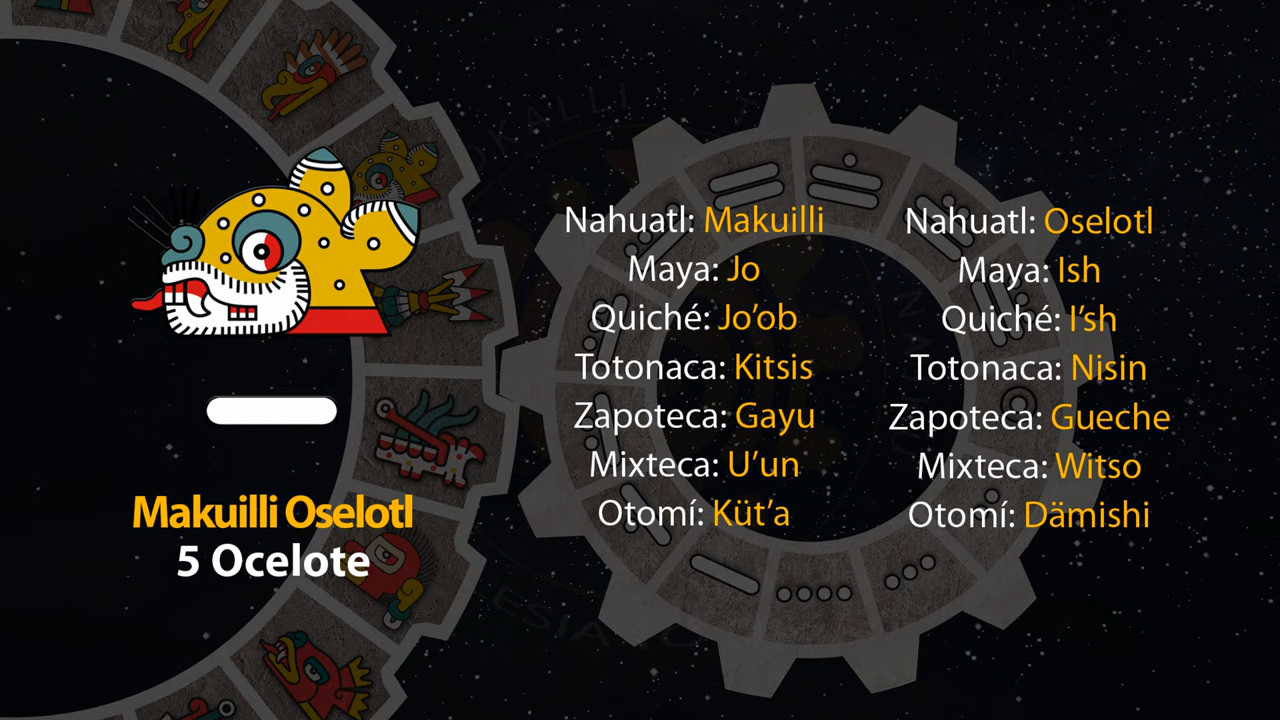 Makuilli Oselotl
5 Ocelote
Nahuatl: Makuilli
Maya: Jo
Quiché: Jo’ob
Totonaca: Kitsis
Zapoteca: Gayu
Mixteca: U’un
Otomí: Küt’a
Nahuatl: Oselotl
Maya: Ish
Quiché: I’sh
Totonaca: Nisin
Zapoteca: Gueche
Mixteca: Witso
Otomí: Dämishi